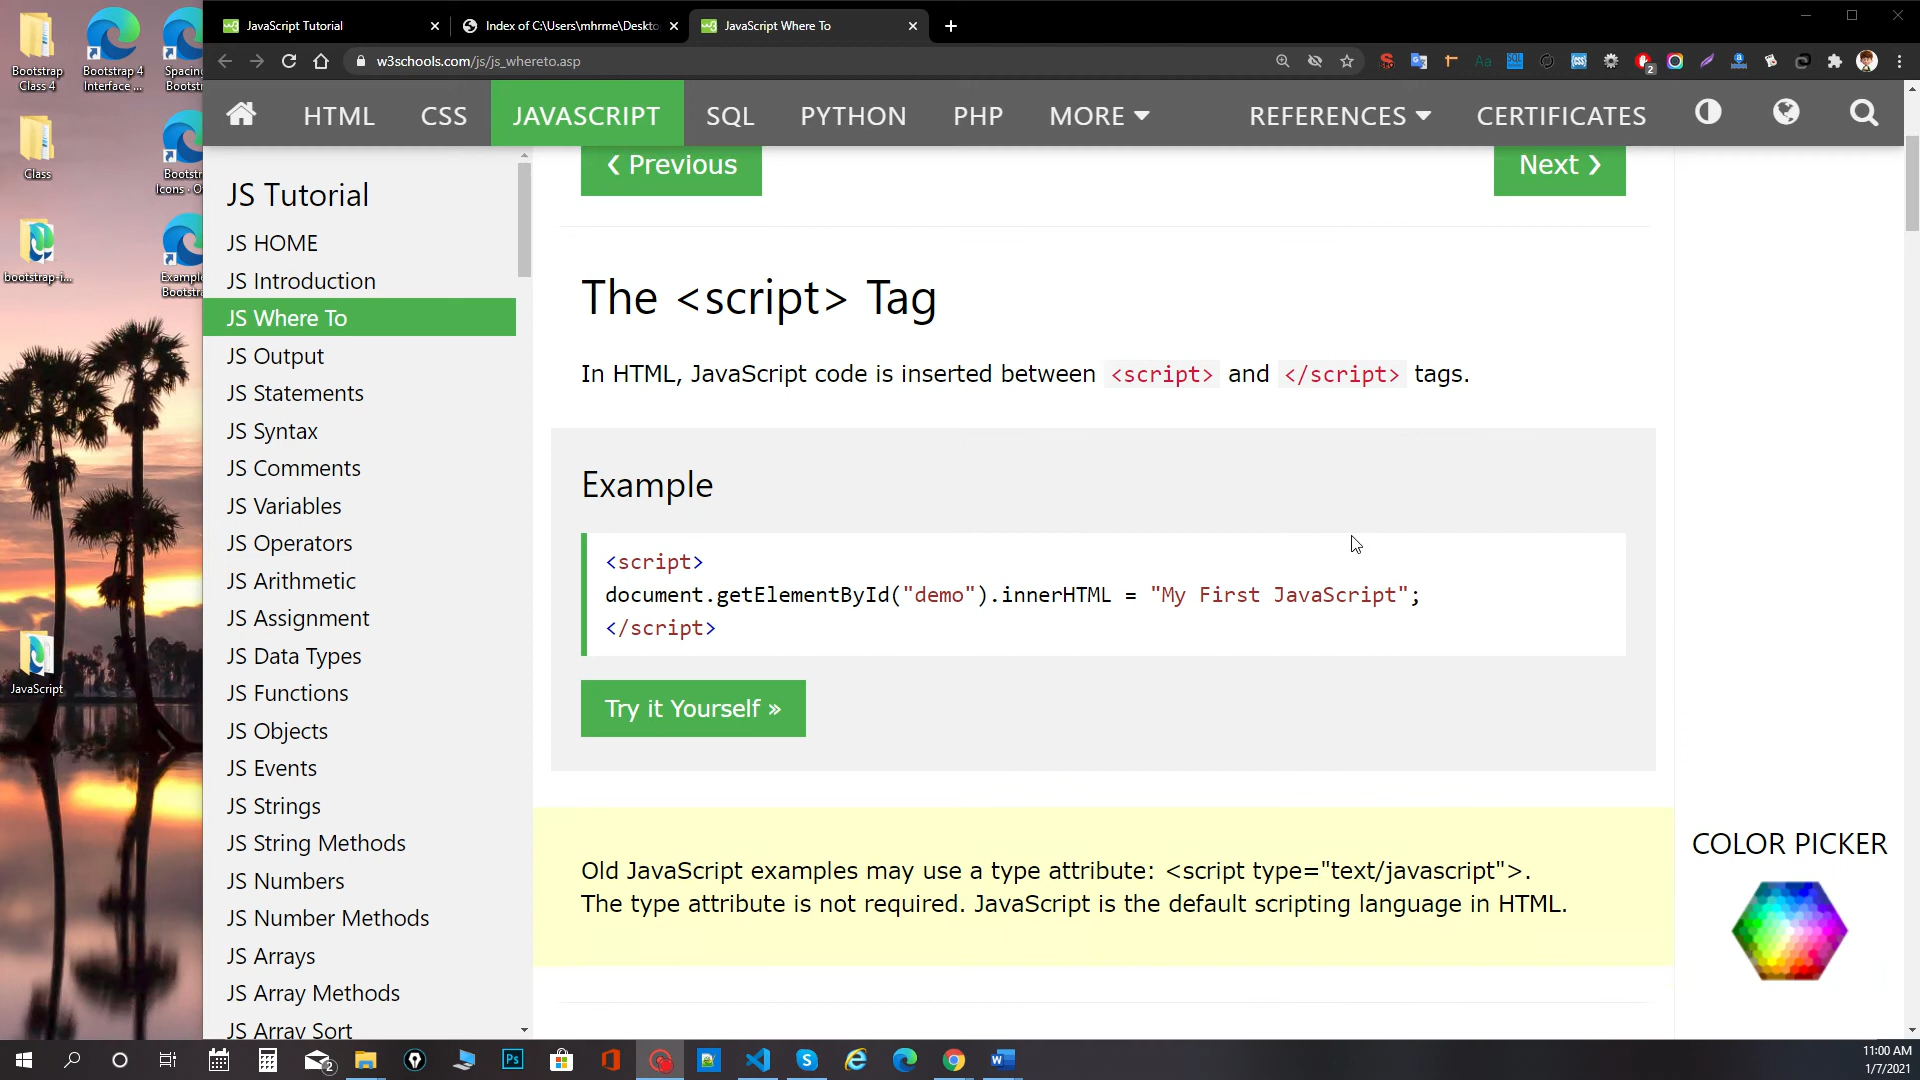 Bootstrap
Class 4
Bootstrap 4
Interface ...
Spacin
Bootst
Class
Bootst
Icons · O
bootstrap-i...
Example
Bootstra
JavaScript
JavaScript Tutorial
Index of C:\Users\mhrme\Deskto
JavaScript Where To
w3schools.com/js/js_whereto.asp
HTML CSS JAVASCRIPT SQL PYTHON PHP MORE REFERENCES CERTIFICATES
JS Tutorial
JS HOME
JS Introduction
JS Where To
JS Output
JS Statements
JS Syntax
JS Comments
JS Variables
JS Operators
JS Arithmetic
JS Assignment
JS Data Types
JS Functions
JS Objects
JS Events
JS Strings
JS String Methods
JS Numbers
JS Number Methods
JS Arrays
JS Array Methods
JS Array Sort
❮ Previous
Next ❯
The <script> Tag
In HTML, JavaScript code is inserted between <script> and </script> tags.
Example
<script>
document.getElementById("demo").innerHTML = "My First JavaScript";
</script>
Try it Yourself »
Old JavaScript examples may use a type attribute: <script type="text/javascript">.
The type attribute is not required. JavaScript is the default scripting language in HTML.
COLOR PICKER
11:00 AM
1/7/2021